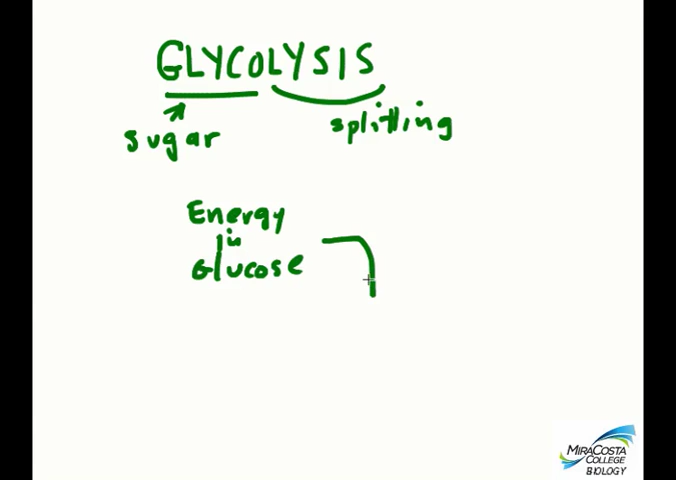 GLYCOLYSIS
sugar splitting
Energy
in
Glucose
MIRACOSTA
COLLEGE
BIOLOGY